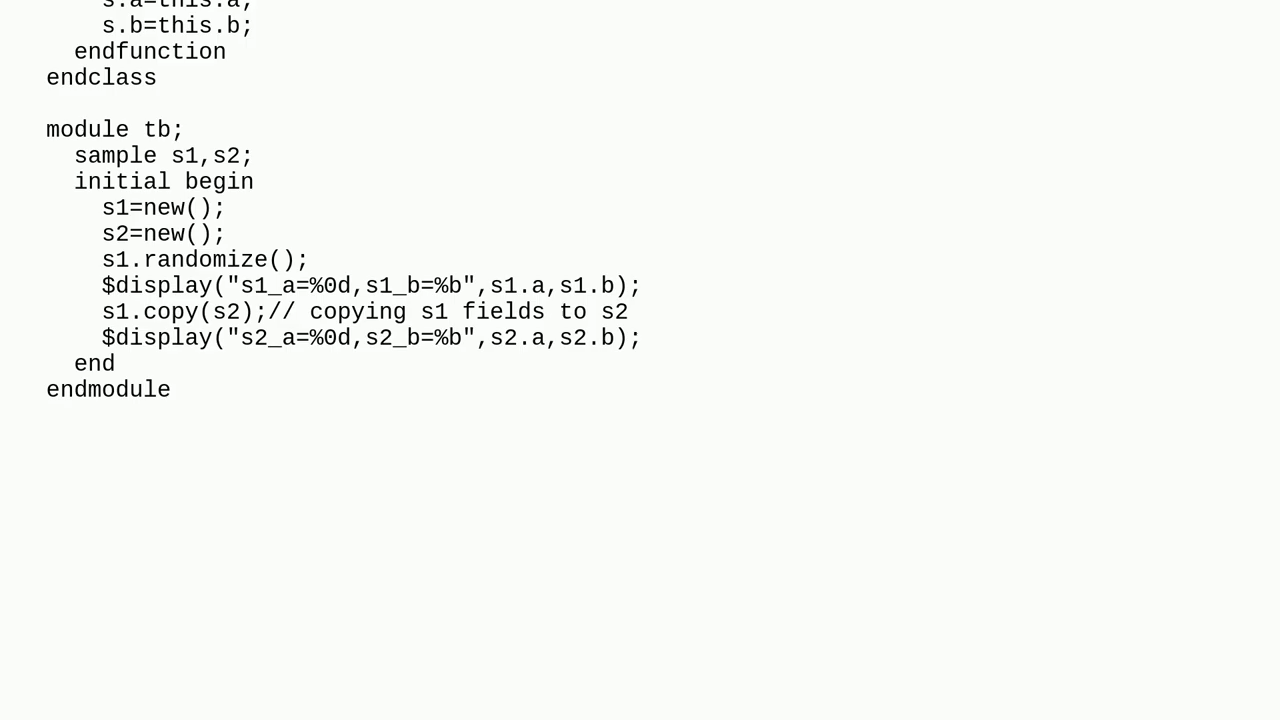 s.a=this.a;
s.b=this.b;
endfunction
endclass
module tb;
sample s1,s2;
initial begin
s1=new();
s2=new();
s1.randomize();
$display("s1_a=%0d,s1_b=%b",s1.a,s1.b);
s1.copy(s2);// copying s1 fields to s2
$display("s2_a=%0d,s2_b=%b",s2.a,s2.b);
end
endmodule